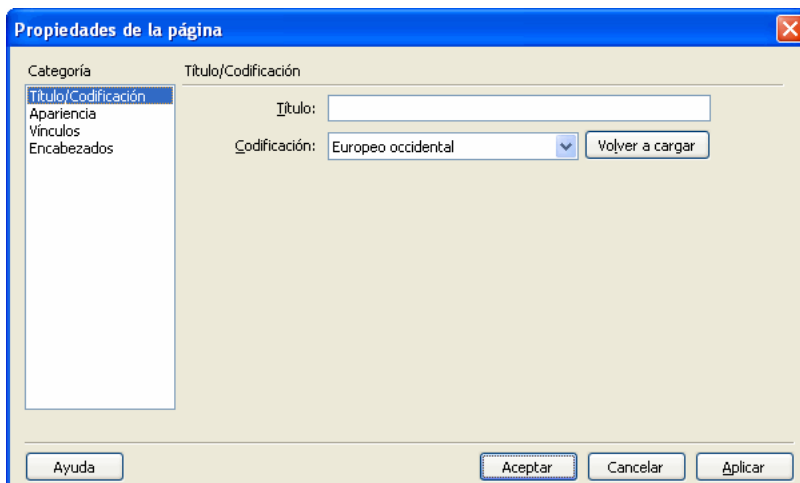 Propiedades de la página
Categoría
Título/Codificación
Apariencia
Vínculos
Encabezados
Título/Codificación
Título:
Codificación: Europeo occidental Volver a cargar
Ayuda Aceptar Cancelar Aplicar